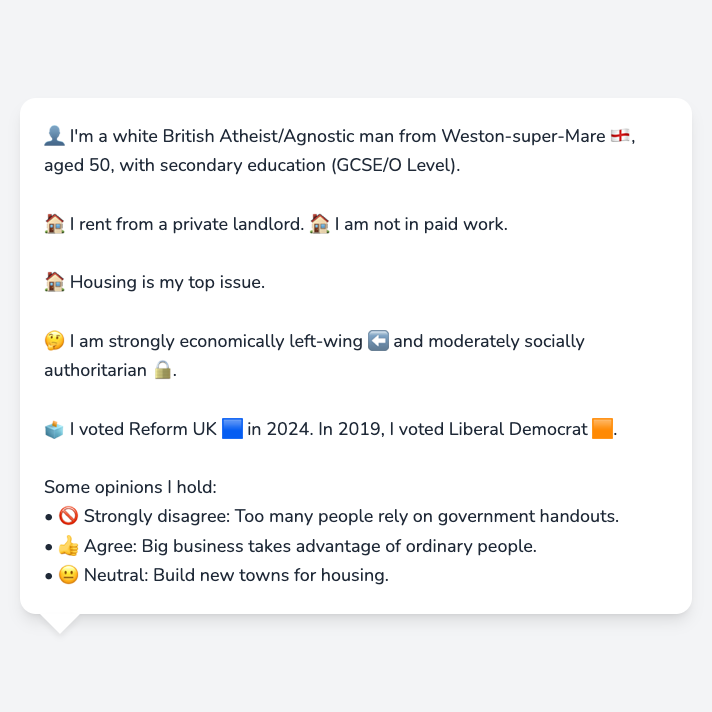 👤 I'm a white British Atheist/Agnostic man from Weston-super-Mare 🏴󠁧󠁢󠁥󠁮󠁧󠁿,
aged 50, with secondary education (GCSE/O Level).
🏠 I rent from a private landlord. 🏠 I am not in paid work.
🏠 Housing is my top issue.
🤔 I am strongly economically left-wing ⬅️ and moderately socially
authoritarian 🔒.
🗳️ I voted Reform UK 🟦 in 2024. In 2019, I voted Liberal Democrat 🟧.
Some opinions I hold:
• 🚫 Strongly disagree: Too many people rely on government handouts.
• 👍 Agree: Big business takes advantage of ordinary people.
• 😐 Neutral: Build new towns for housing.